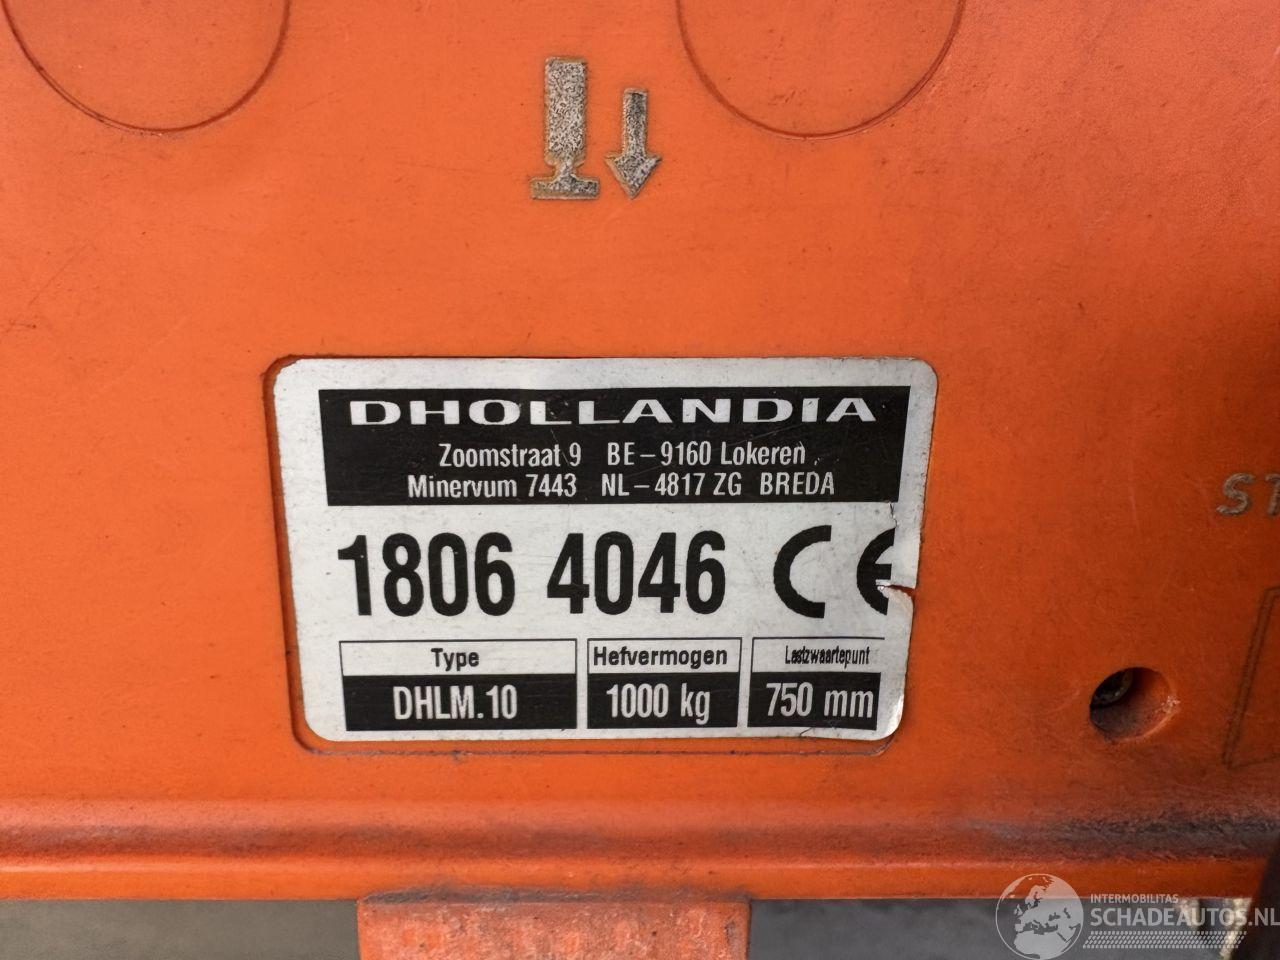 DHOLLANDIA
Zoomstraat 9 BE-9160 Lokeren
Minervum 7443 NL-4817 ZG BREDA
1806 4046 CE
Type Hefvermogen Lastzwaartepunt
DHLM.10 1000 kg 750 mm
ST
INTERMOBILITAS
SCHADEAUTOS.NL